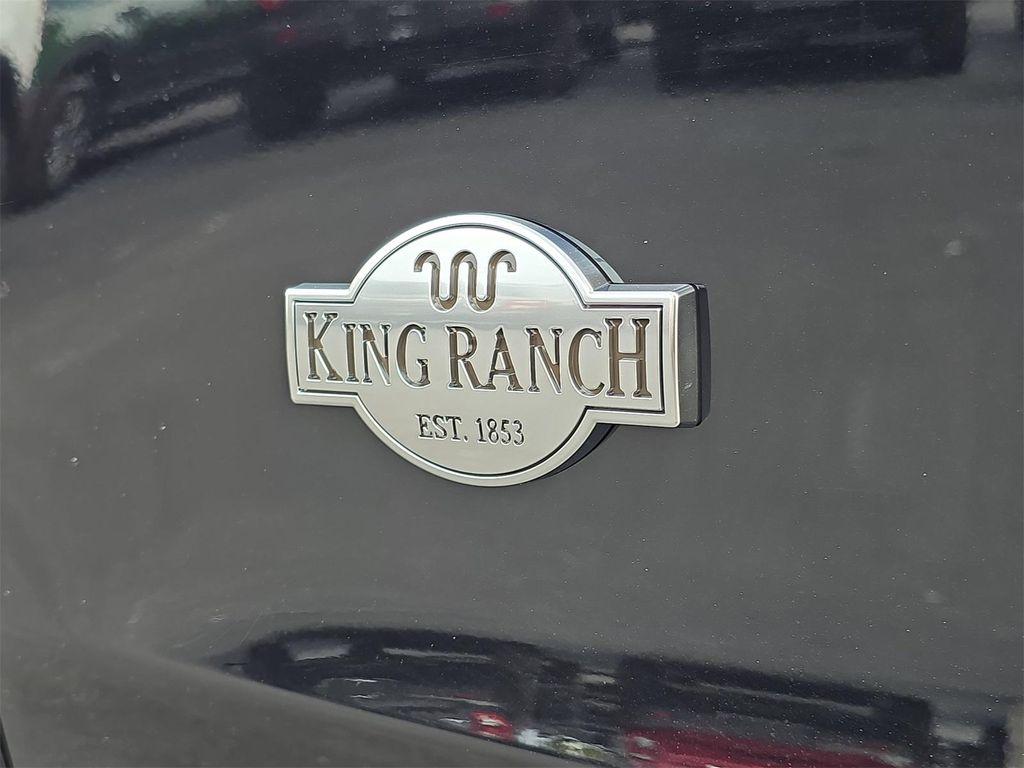 KING RANCH
EST. 1853